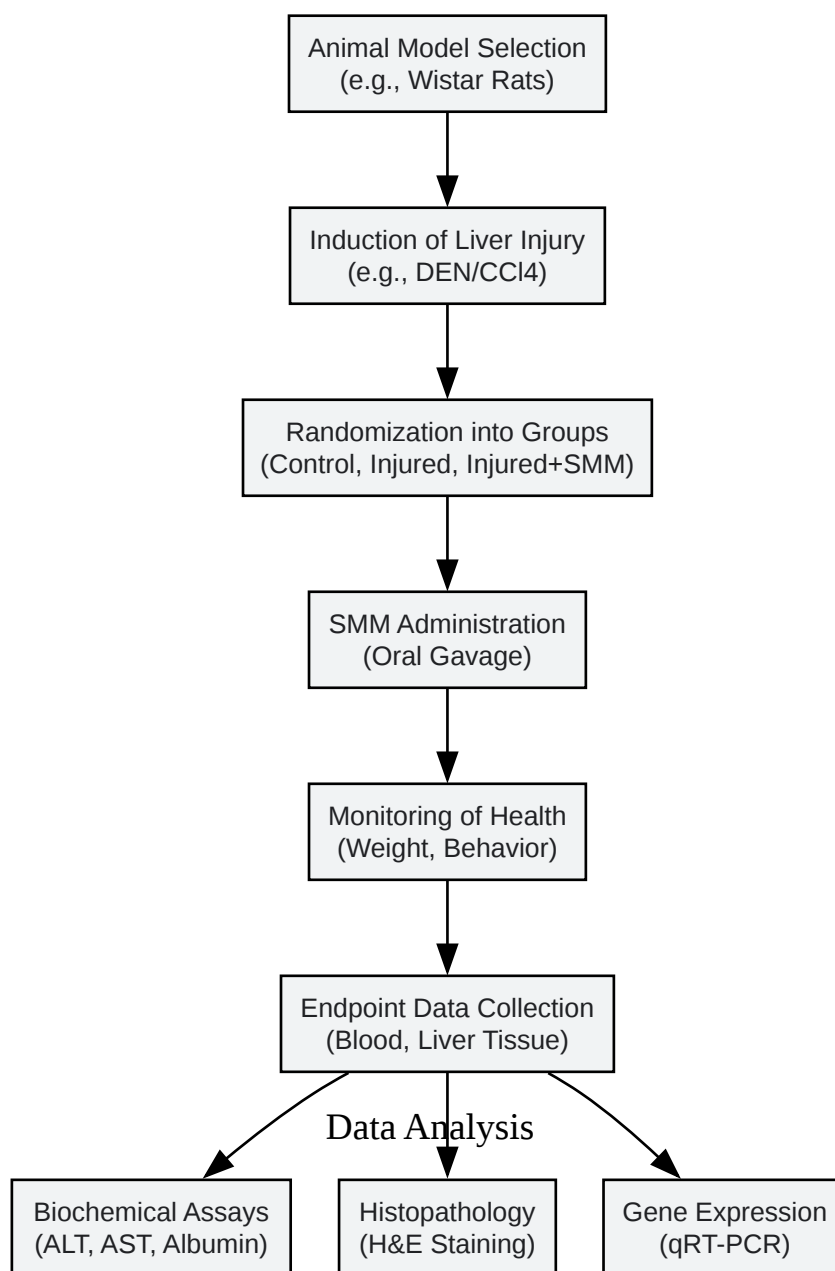 Animal Model Selection
(e.g., Wistar Rats)
Induction of Liver Injury
(e.g., DEN/CCl4)
Randomization into Groups
(Control, Injured, Injured+SMM)
SMM Administration
(Oral Gavage)
Monitoring of Health
(Weight, Behavior)
Endpoint Data Collection
(Blood, Liver Tissue)
Data Analysis
Biochemical Assays
(ALT, AST, Albumin)
Histopathology
(H&E Staining)
Gene Expression
(qRT-PCR)